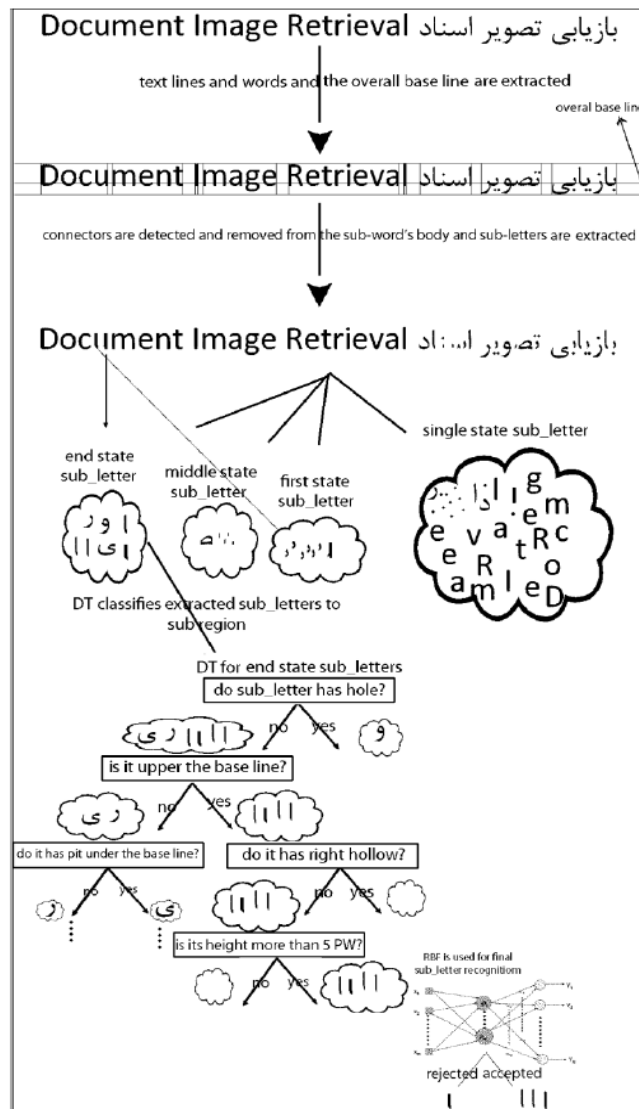 Document Image Retrieval بازیابی تصویر اسناد
text lines and words and the overall base line are extracted
overal base line
Document Image Retrieval بازیابی تصویر اسناد
connectors are detected and removed from the sub-word's body and sub-letters are extracted
Document Image Retrieval بازیابی تصویر
single state sub_letter
end state
sub_letter
middle state
sub_letter
first state
sub_letter
g
m
e
c
R
t
a
v
e
e
R
o
a m l e D
DT classifies extracted sub_letters to
sub region
DT for end state sub_letters
do sub_letter has hole?
no yes
و
is it upper the base line?
no yes
ری
do it has pit under the base line?
do it has right hollow?
no yes
no yes
ر
ی
is its height more than 5 PW?
no yes
RBF is used for final
sub_letter recognitiom
rejected accepted